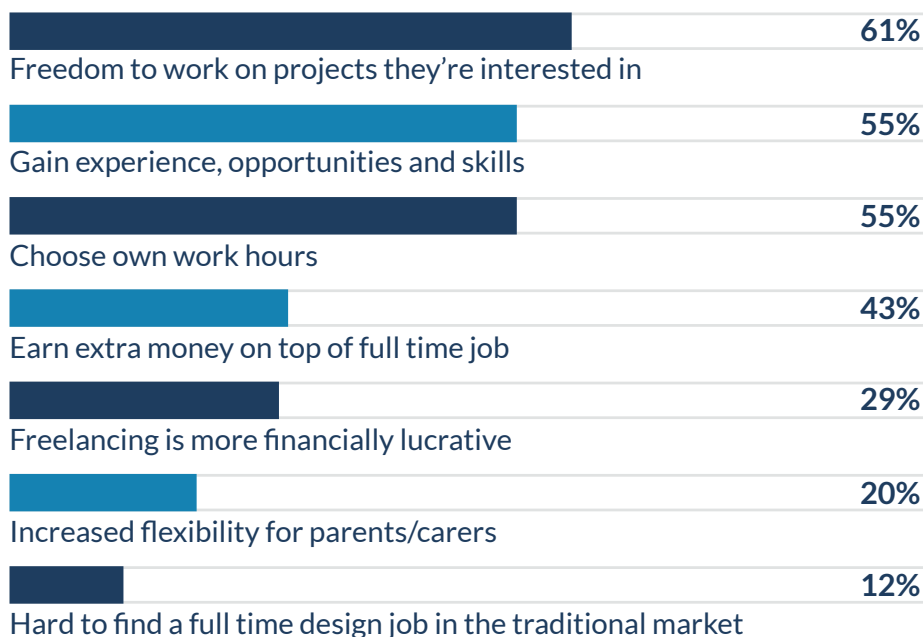 61%
Freedom to work on projects they’re interested in
55%
Gain experience, opportunities and skills
55%
Choose own work hours
43%
Earn extra money on top of full time job
29%
Freelancing is more financially lucrative
20%
Increased flexibility for parents/carers
12%
Hard to find a full time design job in the traditional market